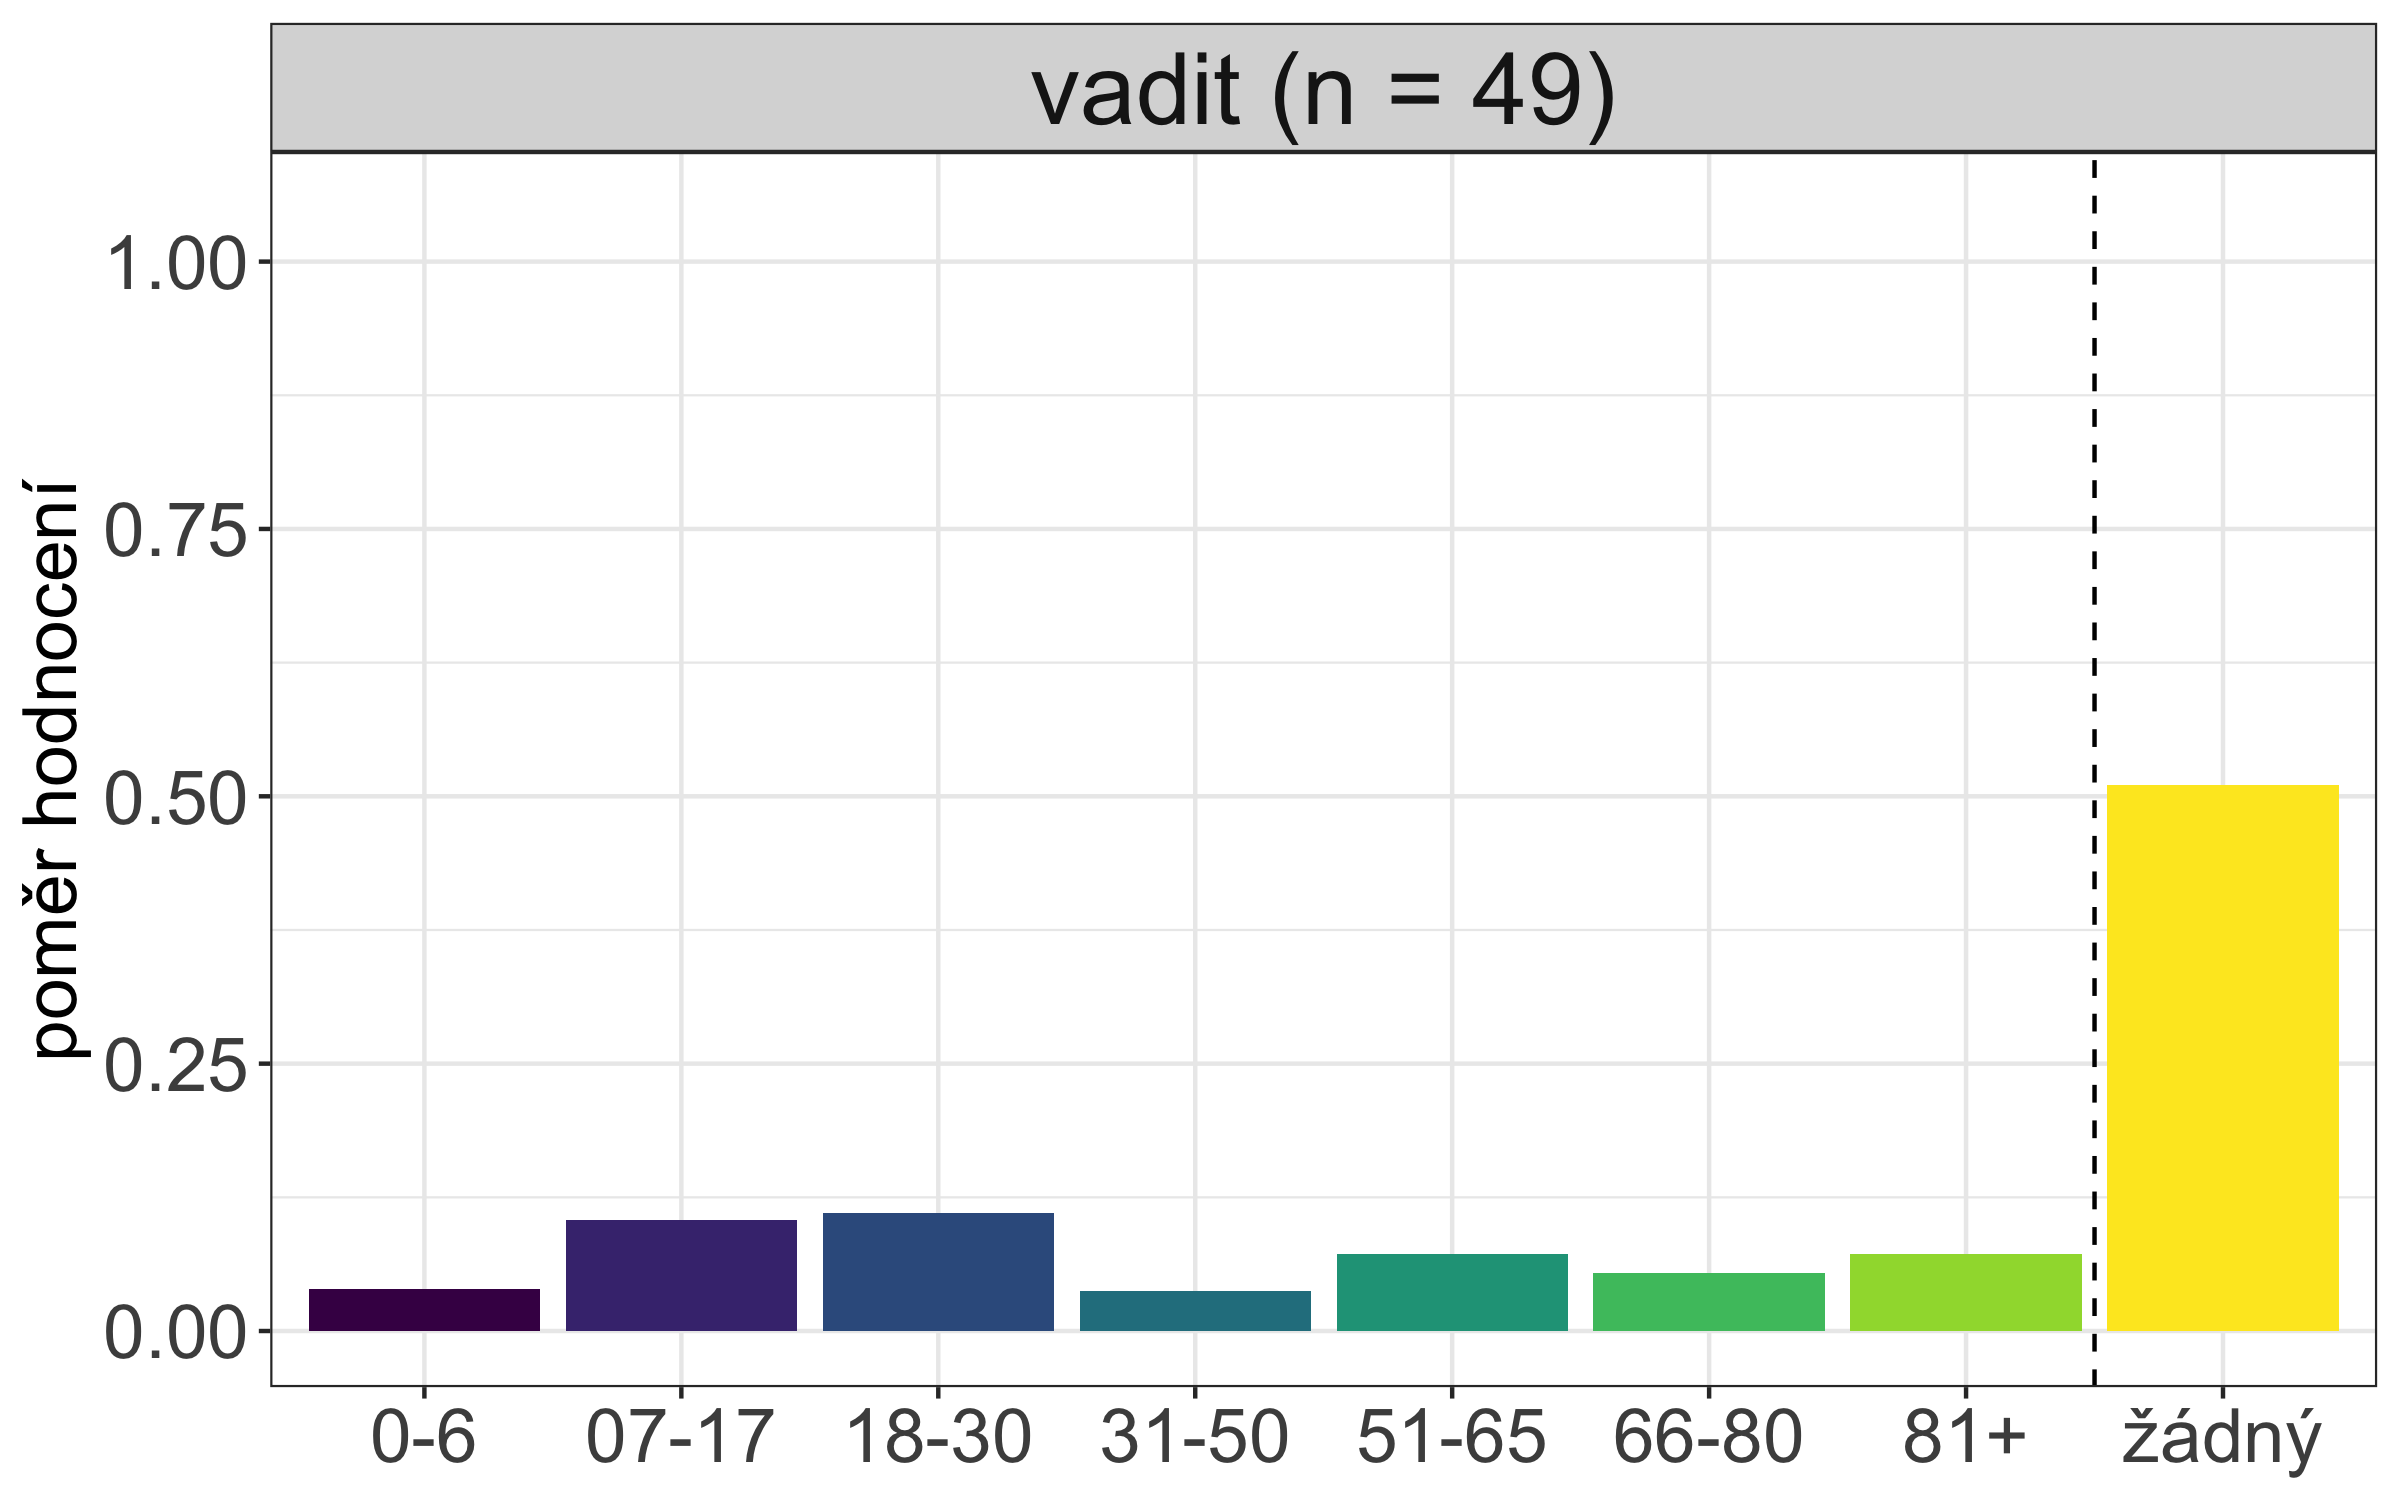 vadit (n = 49)
poměr hodnocení
1.00
0.75
0.50
0.25
0.00
0-6 07-17 18-30 31-50 51-65 66-80 81+ žádný